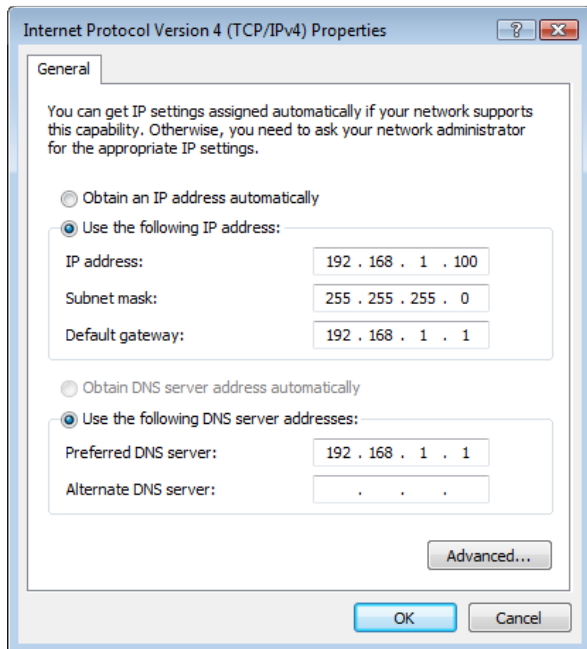 Internet Protocol Version 4 (TCP/IPv4) Properties
General
You can get IP settings assigned automatically if your network supports
this capability. Otherwise, you need to ask your network administrator
for the appropriate IP settings.
Obtain an IP address automatically
Use the following IP address:
IP address: 192 . 168 . 1 . 100
Subnet mask: 255 . 255 . 255 . 0
Default gateway: 192 . 168 . 1 . 1
Obtain DNS server address automatically
Use the following DNS server addresses:
Preferred DNS server: 192 . 168 . 1 . 1
Alternate DNS server: . . .
Advanced...
OK Cancel